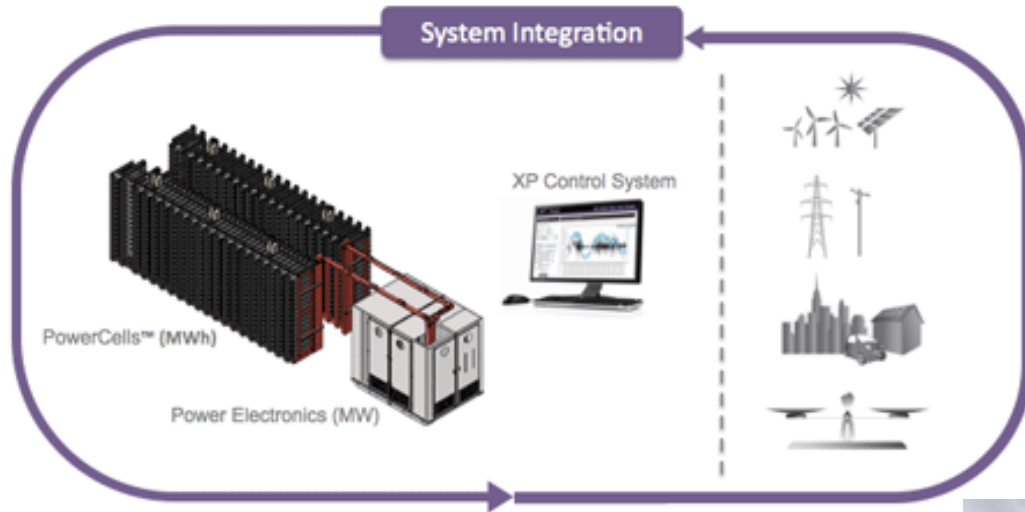 System Integration
XP Control System
PowerCells™ (MWh)
Power Electronics (MW)